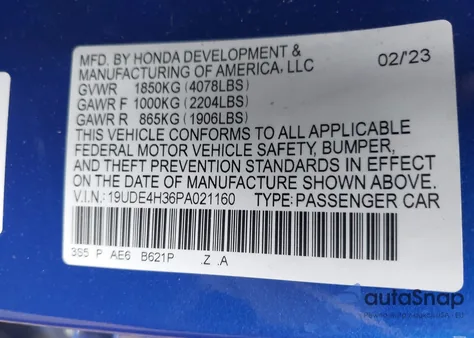 MFD. BY HONDA DEVELOPMENT &
MANUFACTURING OF AMERICA, LLC 02/'23
GVWR 1850KG (4078LBS)
GAWR F 1000KG (2204LBS)
GAWR R 865KG (1906LBS)
THIS VEHICLE CONFORMS TO ALL APPLICABLE
FEDERAL MOTOR VEHICLE SAFETY, BUMPER,
AND THEFT PREVENTION STANDARDS IN EFFECT
ON THE DATE OF MANUFACTURE SHOWN ABOVE.
V.I.N.: 19UDE4H36PA021160 TYPE: PASSENGER CAR
3S5 P AE6 B621P .Z .A
autoSnap